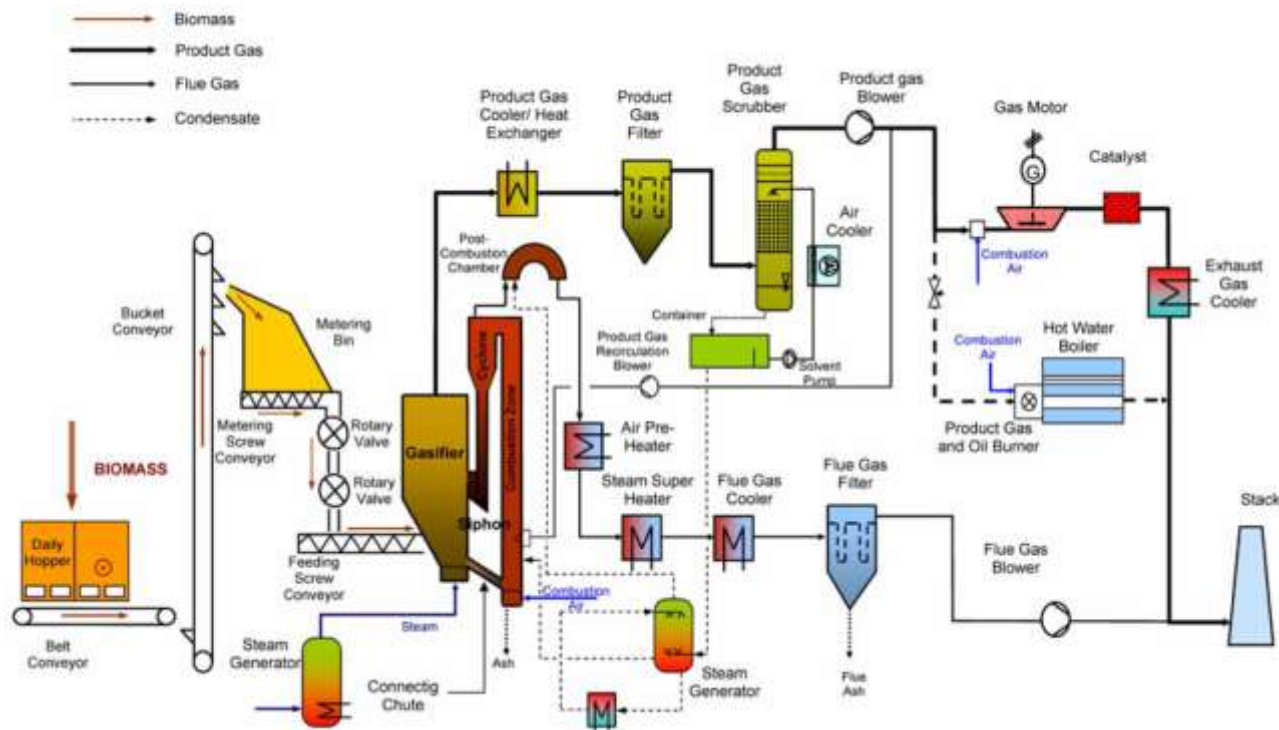 Biomass
Product Gas
Flue Gas
Condensate
Product Gas
Cooler/ Heat
Exchanger
Product
Gas
Filter
Product
Gas
Scrubber
Product gas
Blower
Gas Motor
G
Catalyst
Post-
Combustion
Chamber
Air
Cooler
Combustion
Air
Exhaust
Gas
Cooler
Bucket
Conveyor
Metering
Bin
Container
Product Gas
Recirculation
Blower
Solvent
Pump
Combustion
Air
Hot Water
Boiler
Product Gas
and Oil Burner
Cyclone
Combustion Zone
Gasifier
Siphon
Metering
Screw
Conveyor
Rotary
Valve
Rotary
Valve
Air Pre-
Heater
Steam Super
Heater
Flue Gas
Cooler
Flue Gas
Filter
Stack
BIOMASS
Daily
Hopper
Feeding
Screw
Conveyor
Flue Gas
Blower
Combustion
Air
Belt
Conveyor
Steam
Steam
Generator
Connectig
Chute
Ash
Steam
Generator
Flue
Ash